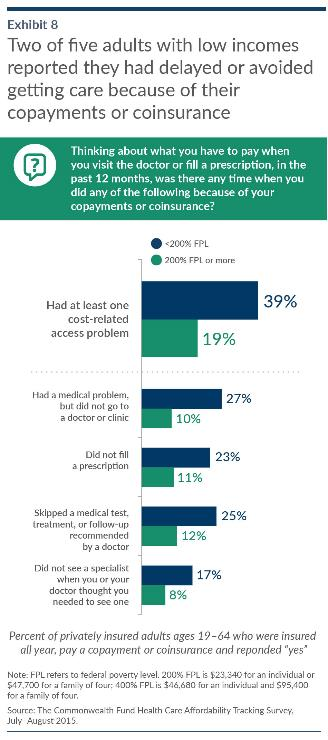 Exhibit 8
Two of five adults with low incomes
reported they had delayed or avoided
getting care because of their
copayments or coinsurance
?
Thinking about what you have to pay when
you visit the doctor or fill a prescription, in the
past 12 months, was there any time when you
did any of the following because of your
copayments or coinsurance?
<200% FPL
200% FPL or more
Had at least one
cost-related
access problem
39%
19%
Had a medical problem,
but did not go to
a doctor or clinic
27%
10%
Did not fill
a prescription
23%
11%
Skipped a medical test,
treatment, or follow-up
recommended
by a doctor
25%
12%
Did not see a specialist
when you or your
doctor thought you
needed to see one
17%
8%
Percent of privately insured adults ages 19–64 who were insured
all year, pay a copayment or coinsurance and reponded “yes”
Note: FPL refers to federal poverty level. 200% FPL is $23,340 for an individual or
$47,700 for a family of four; 400% FPL is $46,680 for an individual and $95,400
for a family of four.
Source: The Commonwealth Fund Health Care Affordability Tracking Survey,
July August 2015.